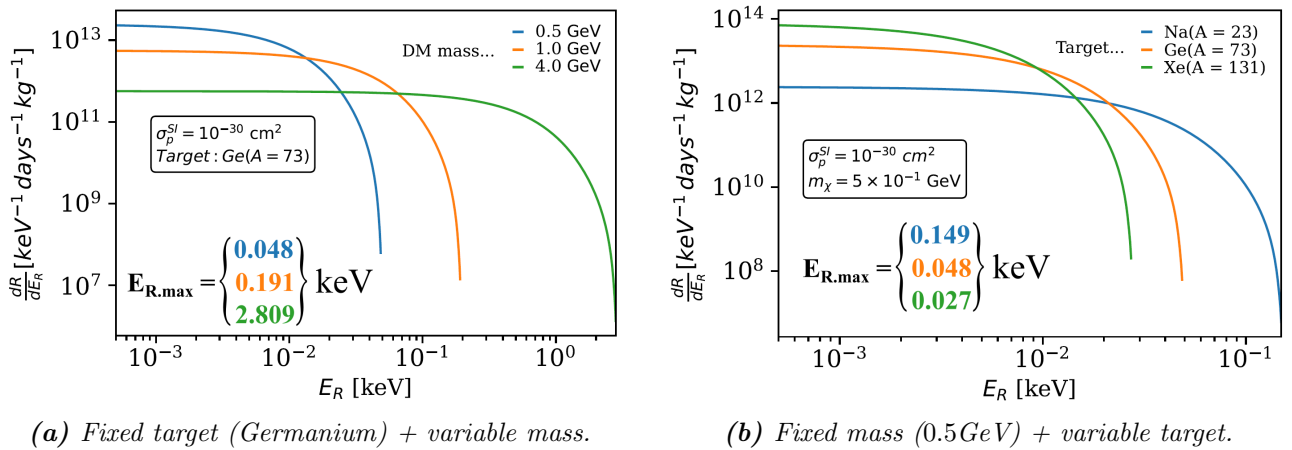 10^13
10^11
10^9
10^7
dR/dE_R [keV^−1 days^−1 kg^−1]
DM mass...
0.5 GeV
1.0 GeV
4.0 GeV
σ_p^SI = 10^−30 cm^2
Target : Ge(A = 73)
E_R.max = {0.048 0.191 2.809} keV
10^−3 10^−2 10^−1 10^0
E_R [keV]
(a) Fixed target (Germanium) + variable mass.
10^14
10^12
10^10
10^8
dR/dE_R [keV^−1 days^−1 kg^−1]
Target...
Na(A = 23)
Ge(A = 73)
Xe(A = 131)
σ_p^SI = 10^−30 cm^2
m_χ = 5 × 10^−1 GeV
E_R.max = {0.149 0.048 0.027} keV
10^−3 10^−2 10^−1
E_R [keV]
(b) Fixed mass (0.5GeV) + variable target.